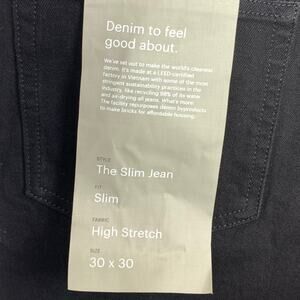 Denim to feel
good about.
We've set out to make the world's cleanest
denim. It's made at a LEED-certified
factory in Vietnam with some of the most
stringent sustainability practices in the
industry, like recycling 98% of its water
and air-drying all jeans. What's more:
The facility repurposes denim byproducts
to make bricks for affordable housing.
STYLE
The Slim Jean
FIT
Slim
FABRIC
High Stretch
SIZE
30 x 30